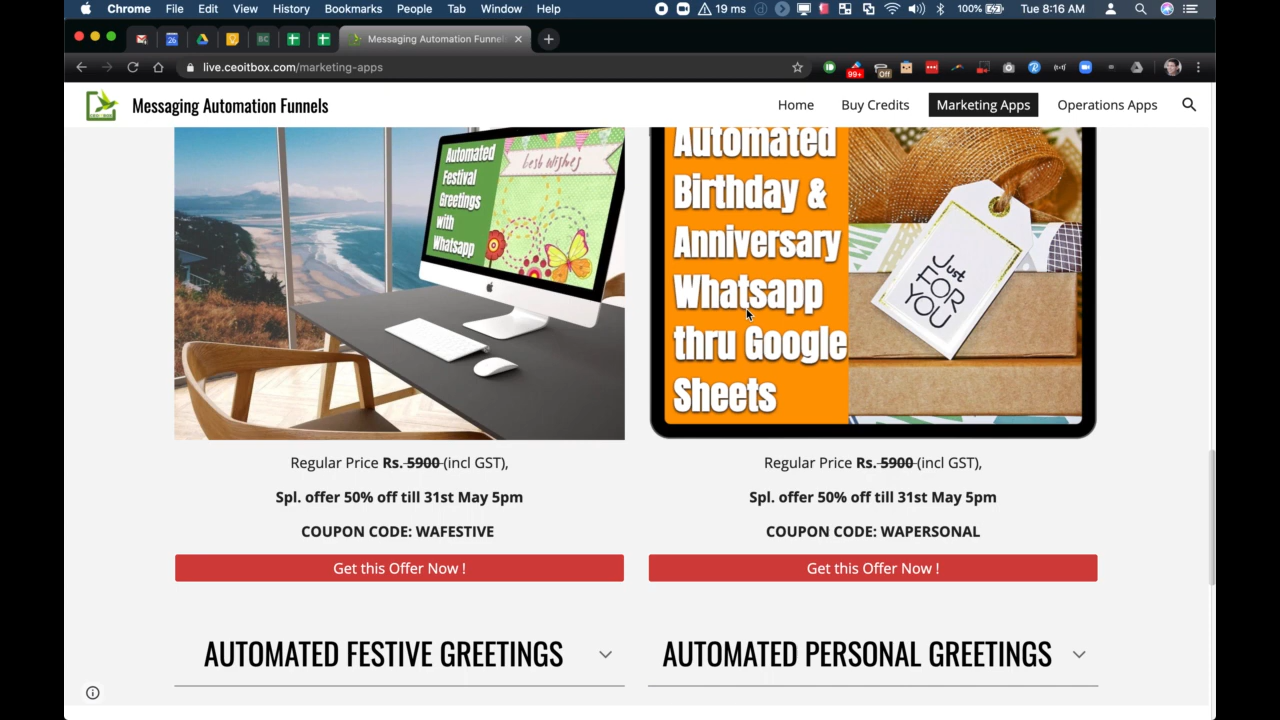 Chrome File Edit View History Bookmarks People Tab Window Help
19 ms
100%
Tue 8:16 AM
Messaging Automation Funnel
live.ceoitbox.com/marketing-apps
99+
Off
Messaging Automation Funnels
Home Buy Credits Marketing Apps Operations Apps
Automated
Festival
Greetings
with
Whatsapp
Best Wishes
Automated
Birthday &
Anniversary
Whatsapp
thru Google
Sheets
Just
FOR
YOU
Regular Price Rs. 5900 (incl GST),
Spl. offer 50% off till 31st May 5pm
COUPON CODE: WAFESTIVE
Get this Offer Now !
Regular Price Rs. 5900 (incl GST),
Spl. offer 50% off till 31st May 5pm
COUPON CODE: WAPERSONAL
Get this Offer Now !
AUTOMATED FESTIVE GREETINGS
AUTOMATED PERSONAL GREETINGS